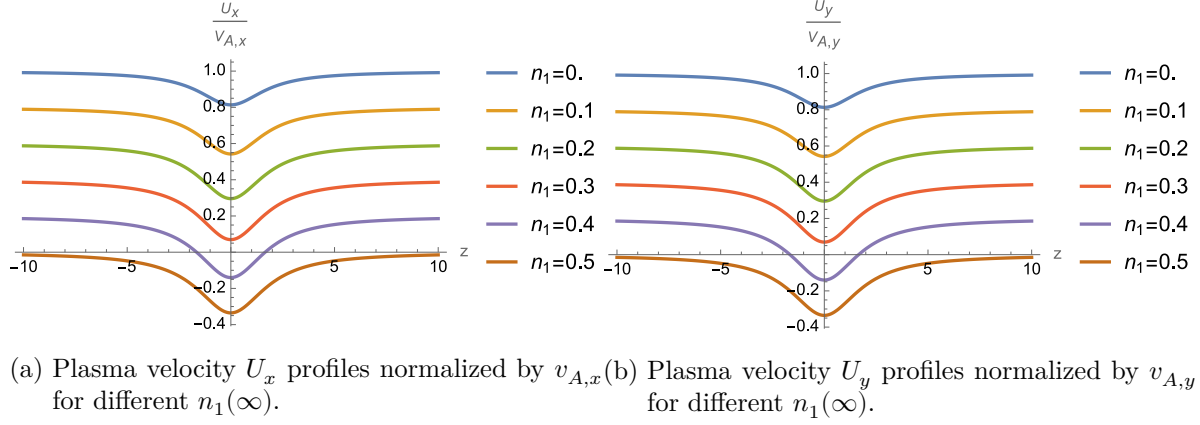 U_x
v_{A,x}
1.0
0.8
0.6
0.4
0.2
−0.2
−0.4
−10
−5
5
10
z
n_1=0.
n_1=0.1
n_1=0.2
n_1=0.3
n_1=0.4
n_1=0.5
U_y
v_{A,y}
1.0
0.8
0.6
0.4
0.2
−0.2
−0.4
−10
−5
5
10
z
n_1=0.
n_1=0.1
n_1=0.2
n_1=0.3
n_1=0.4
n_1=0.5
(a) Plasma velocity U_x profiles normalized by v_{A,x}
for different n_1(∞).
(b) Plasma velocity U_y profiles normalized by v_{A,y}
for different n_1(∞).